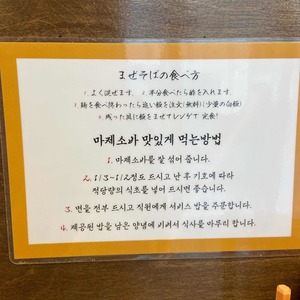 まぜそばの食べ方
1.よく混ぜます。 2.半分食べたら酢を入れます。
3.麺を食べ終わったら追い飯を注文(無料)(少量の白飯)
4.残った具に飯をまぜてレンゲで 完食!
마제소바 맛있게 먹는방법
1. 마제소바를 잘 섞어 줍니다.
2. 1/3~1/2정도 드시고 난 후 기호에 따라
적당량의 식초를 넣어 드시면 좋습니다.
3. 면을 전부 드시고 직원에게 서비스 밥을 주문합니다.
4. 제공된 밥을 남은 양념에 비벼서 식사를 마무리 합니다.